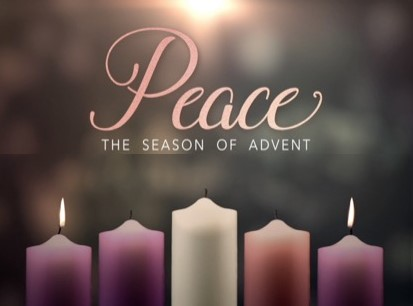 Peace
THE SEASON OF ADVENT